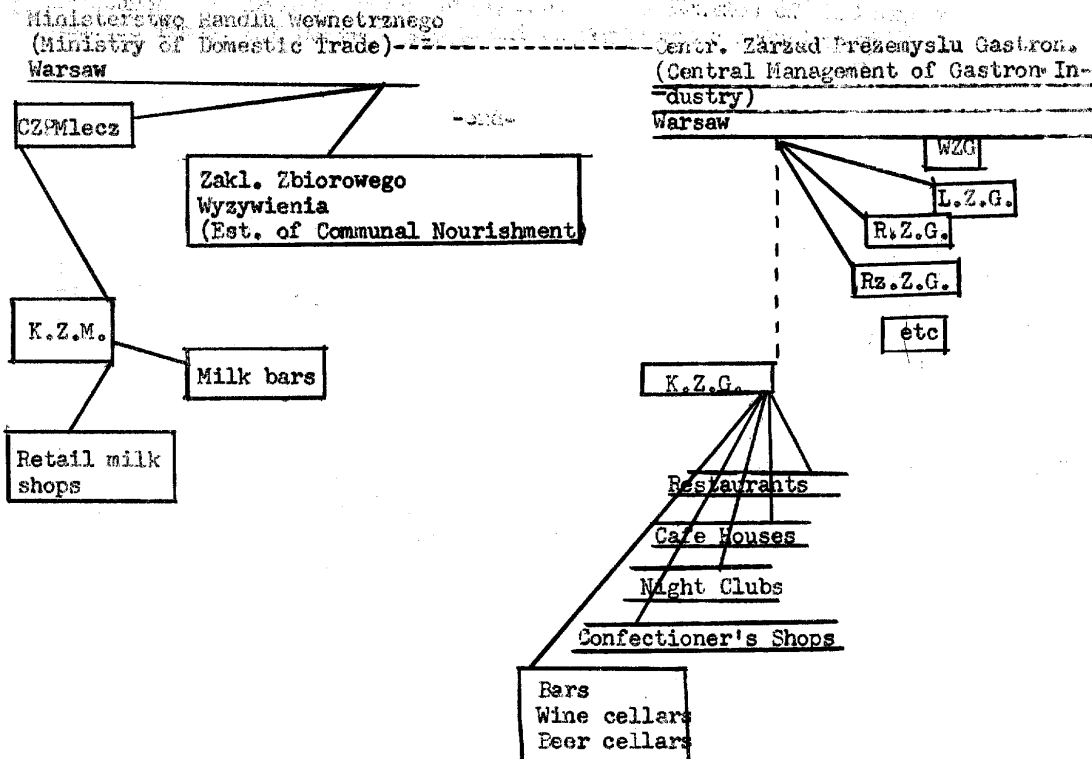 Ministerstwo Handlu Wewnetrznego
(Ministry of Domestic Trade)
Warsaw
Centr. Zarzad Przemyslu Gastron.
(Central Management of Gastron. In-
dustry)
Warsaw
CZPMlecz
Zakl. Zbiorowego
Wyzywienia
(Est. of Communal Nourishment)
WZG
L.Z.G.
R.Z.G.
Rz.Z.G.
etc
K.Z.M.
Milk bars
Retail milk
shops
K.Z.G.
Restaurants
Cafe Houses
Night Clubs
Confectioner's Shops
Bars
Wine cellars
Beer cellars